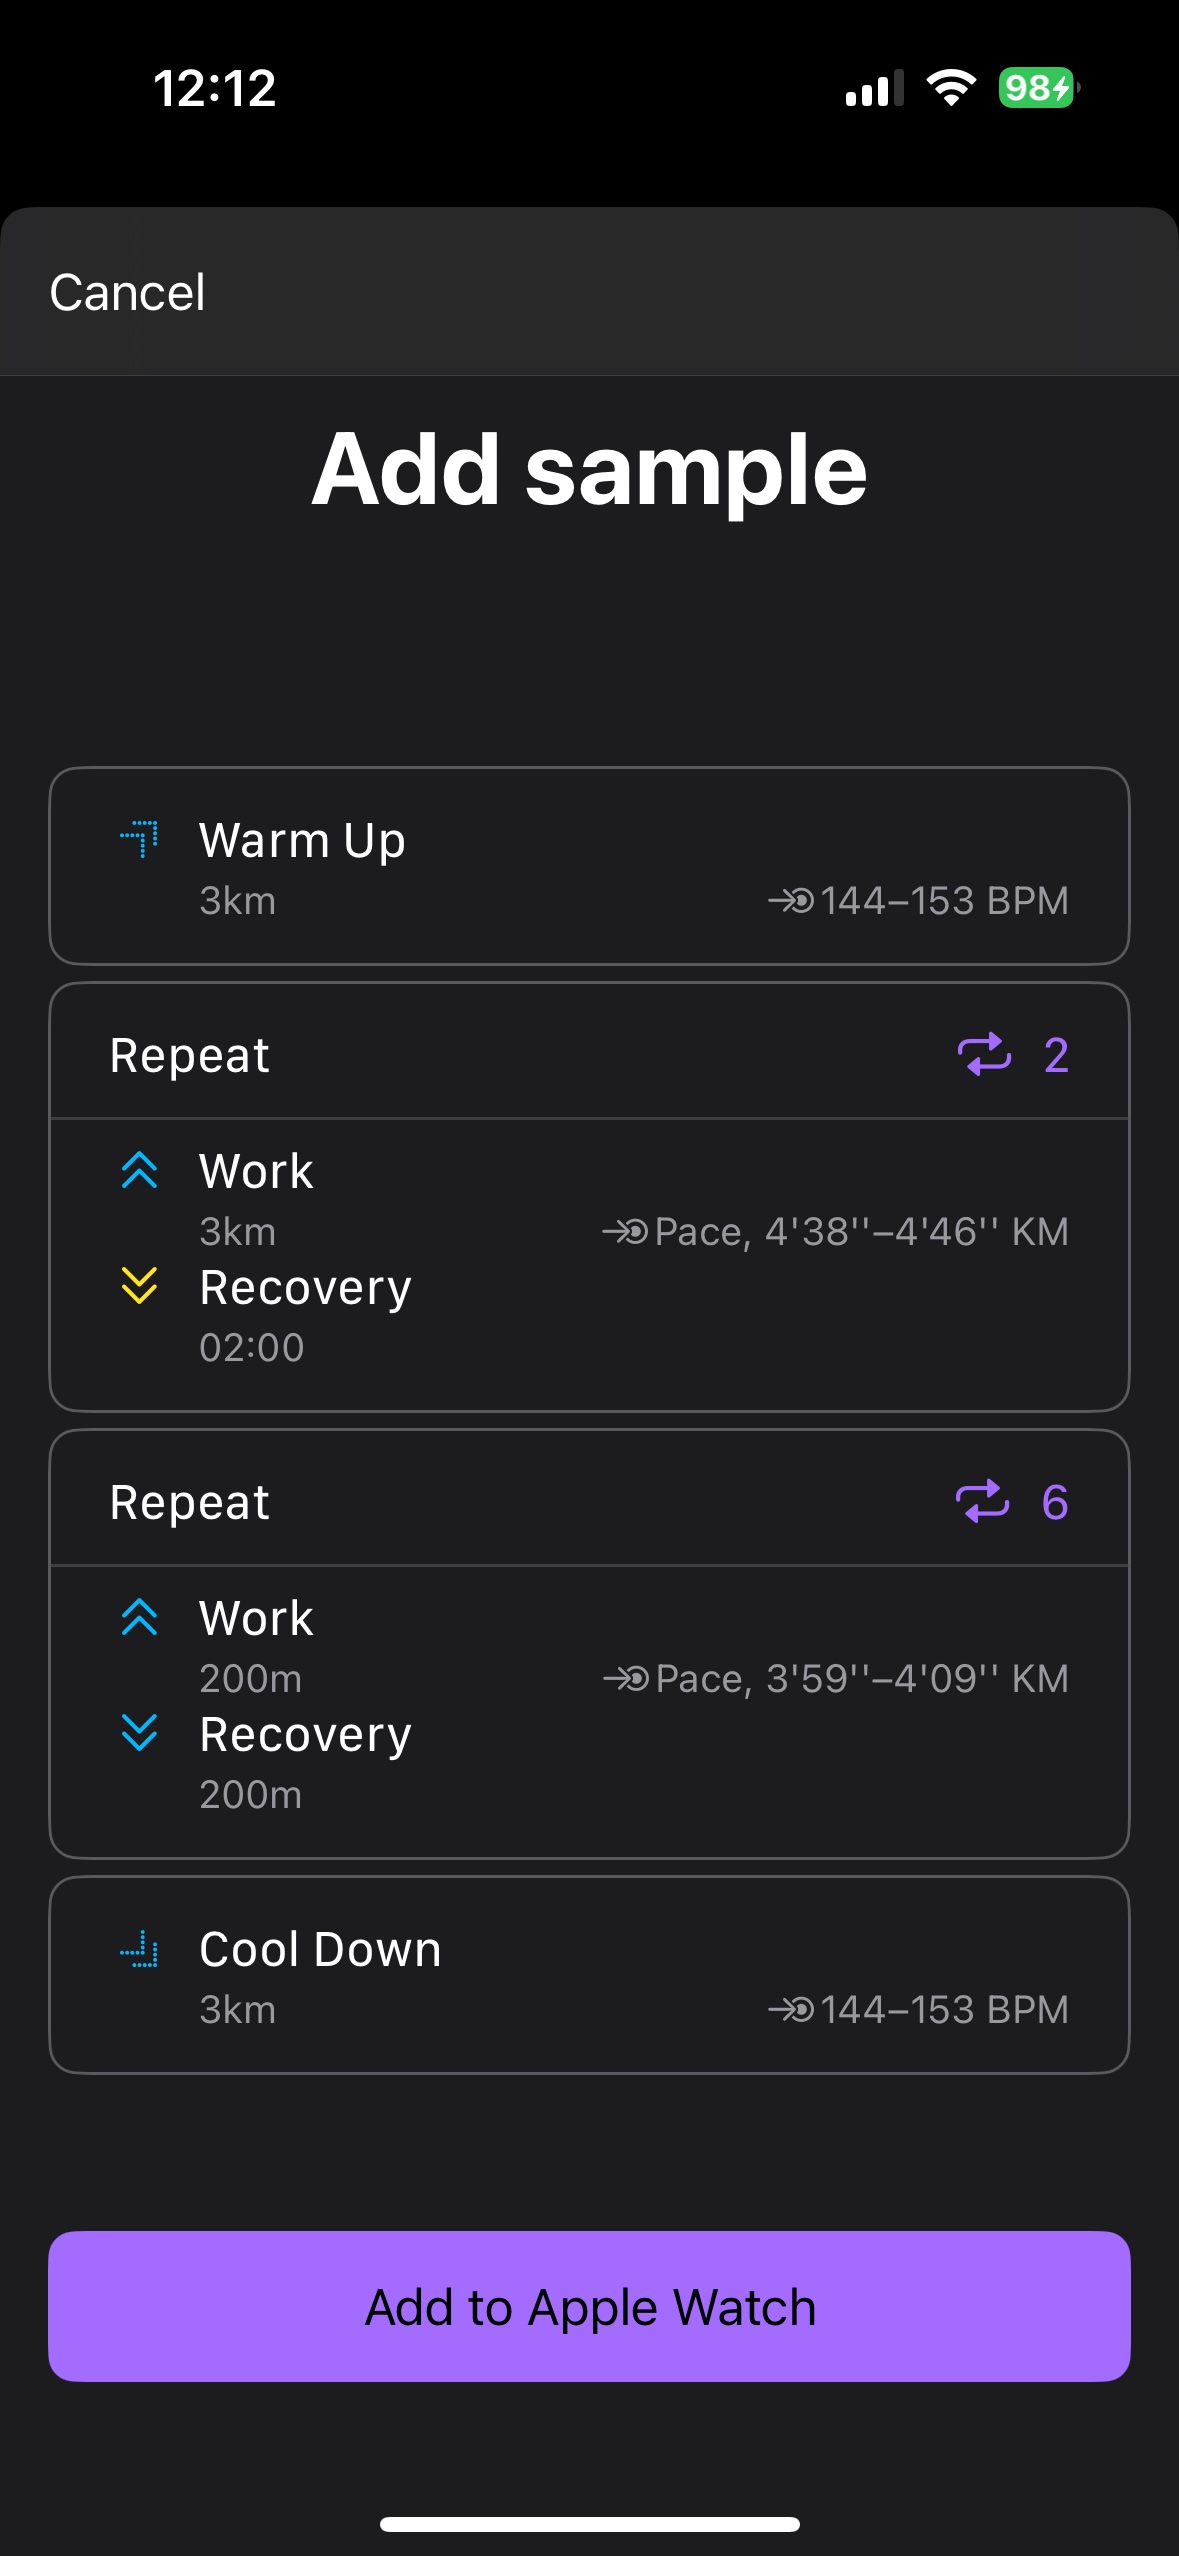 12:12
98
Cancel
Add sample
Warm Up
3km
144–153 BPM
Repeat
2
Work
3km
Pace, 4'38''–4'46'' KM
Recovery
02:00
Repeat
6
Work
200m
Pace, 3'59''–4'09'' KM
Recovery
200m
Cool Down
3km
144–153 BPM
Add to Apple Watch